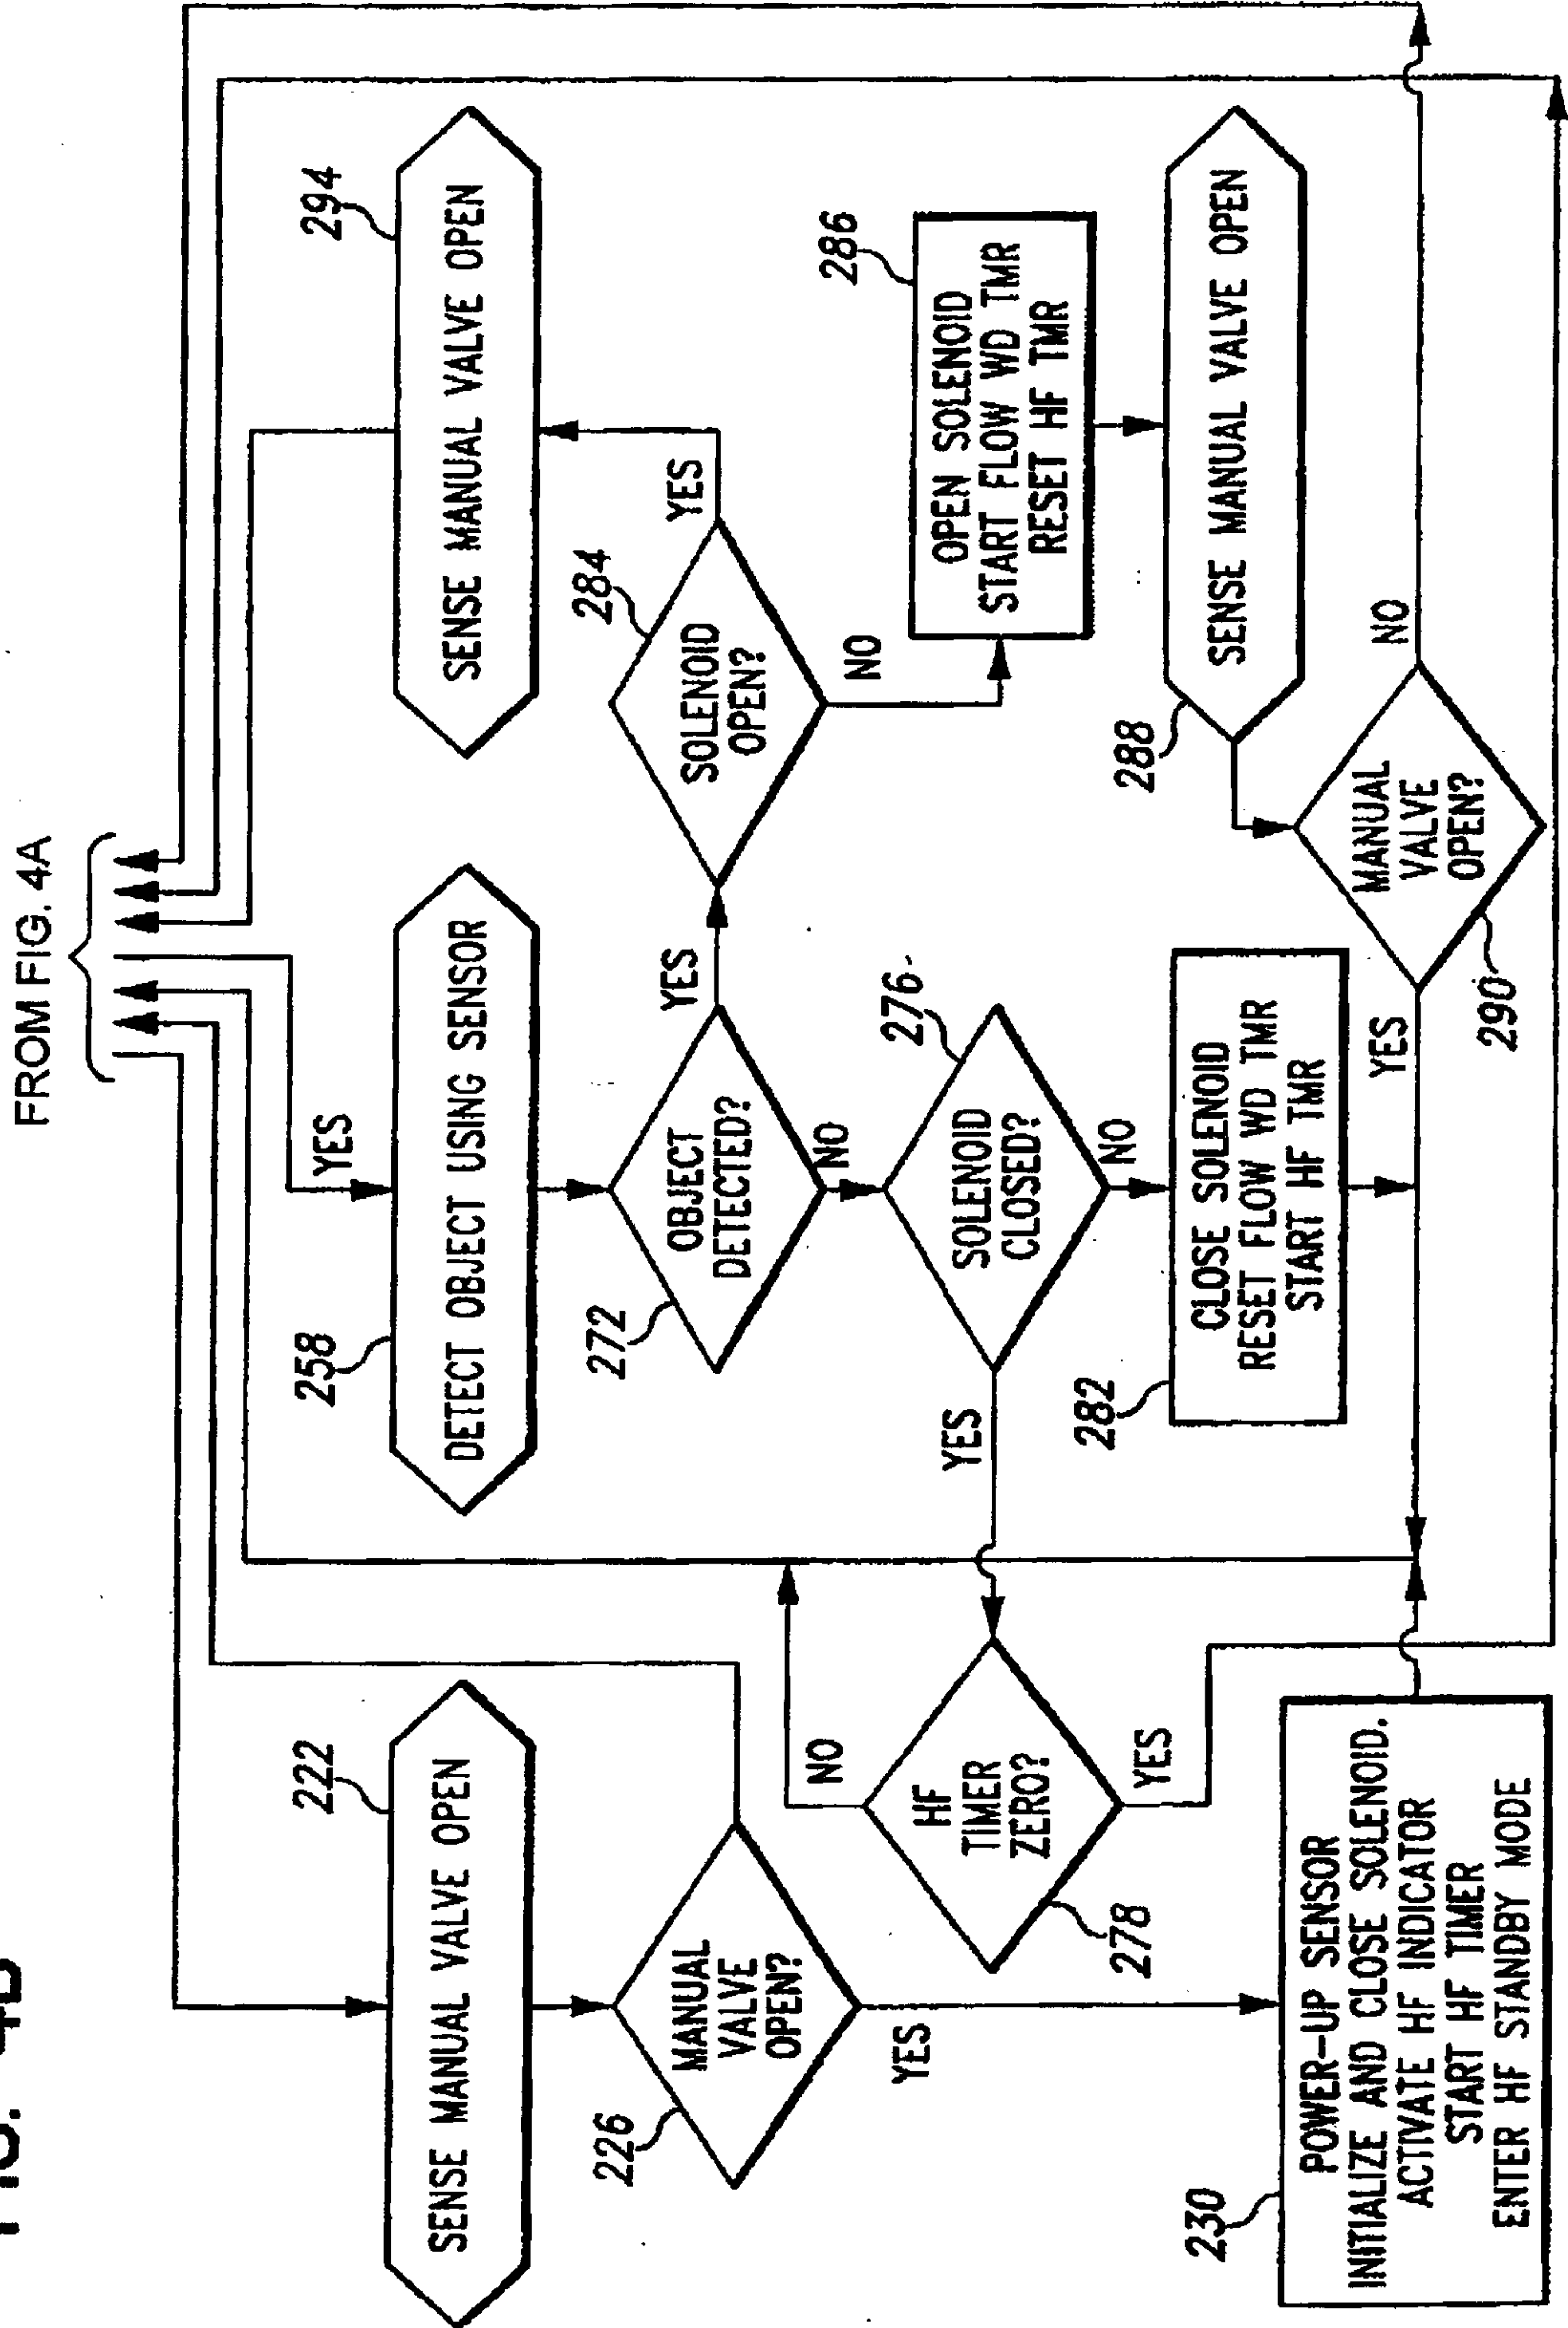 FROM FIG. 4A
222
SENSE MANUAL VALVE OPEN
226
MANUAL
VALVE
OPEN?
YES
230
POWER-UP SENSOR
INITIALIZE AND CLOSE SOLENOID.
ACTIVATE HF INDICATOR
START HF TIMER
ENTER HF STANDBY MODE
YES
258
DETECT OBJECT USING SENSOR
272
OBJECT
DETECTED?
YES
NO
276
SOLENOID
CLOSED?
YES
NO
278
HF
TIMER
ZERO?
NO
YES
282
CLOSE SOLENOID
RESET FLOW WD TMR
START HF TMR
284
SOLENOID
OPEN?
YES
NO
294
SENSE MANUAL VALVE OPEN
286
OPEN SOLENOID
START FLOW WD TMR
RESET HF TMR
288
SENSE MANUAL VALVE OPEN
290
MANUAL
VALVE
OPEN?
NO
YES